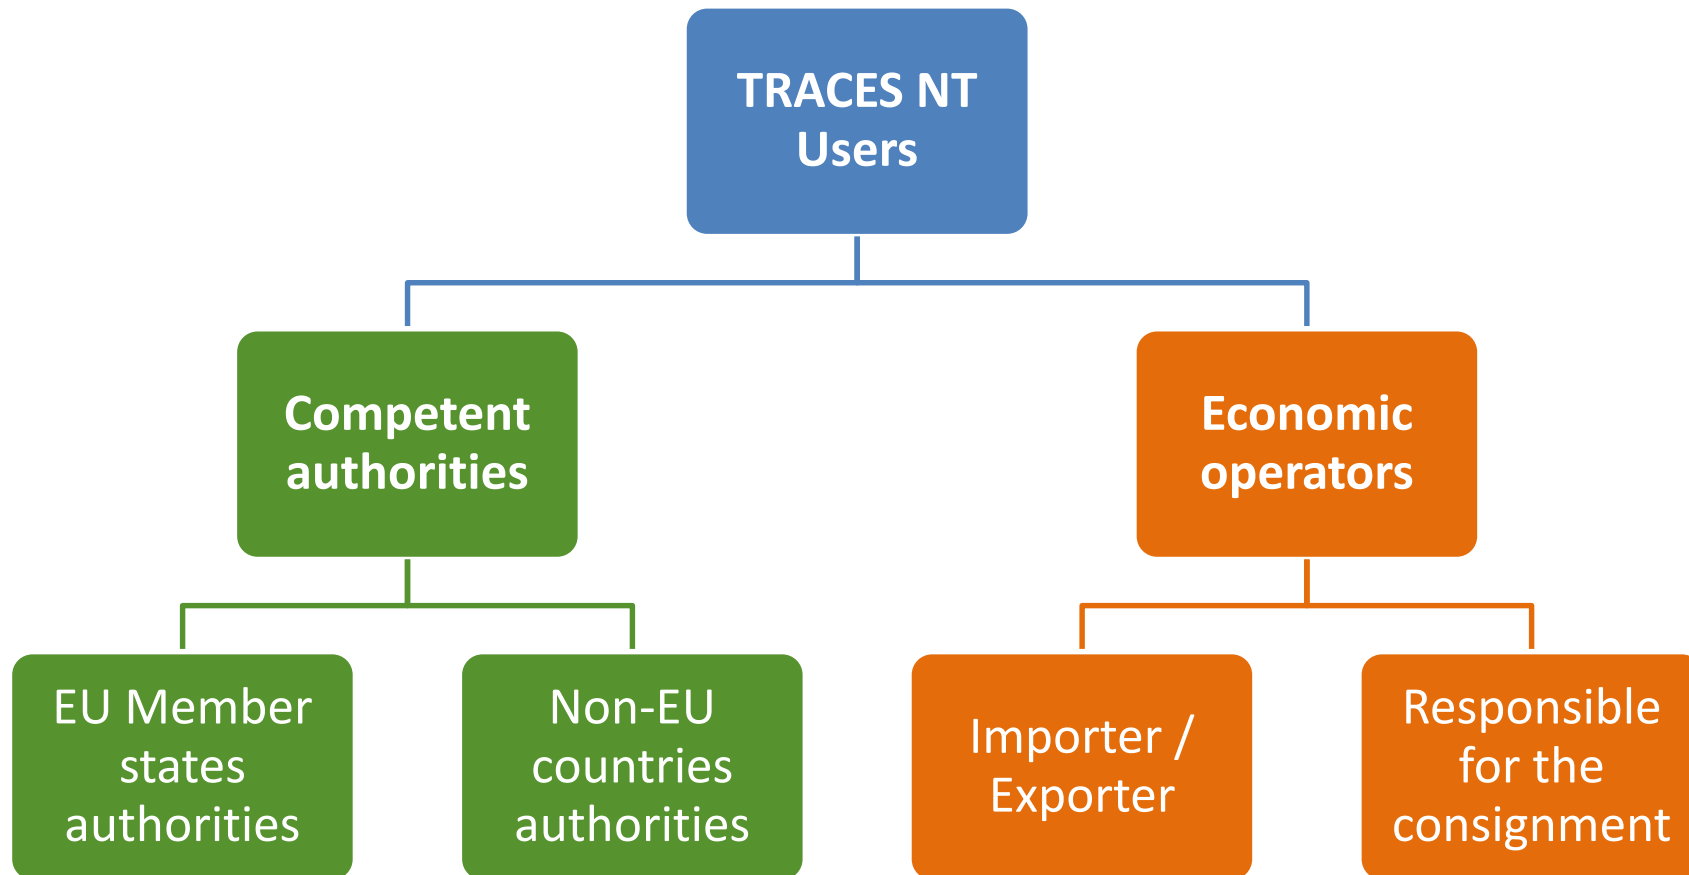 TRACES NT
Users
Competent
authorities
Economic
operators
EU Member
states
authorities
Non-EU
countries
authorities
Importer /
Exporter
Responsible
for the
consignment